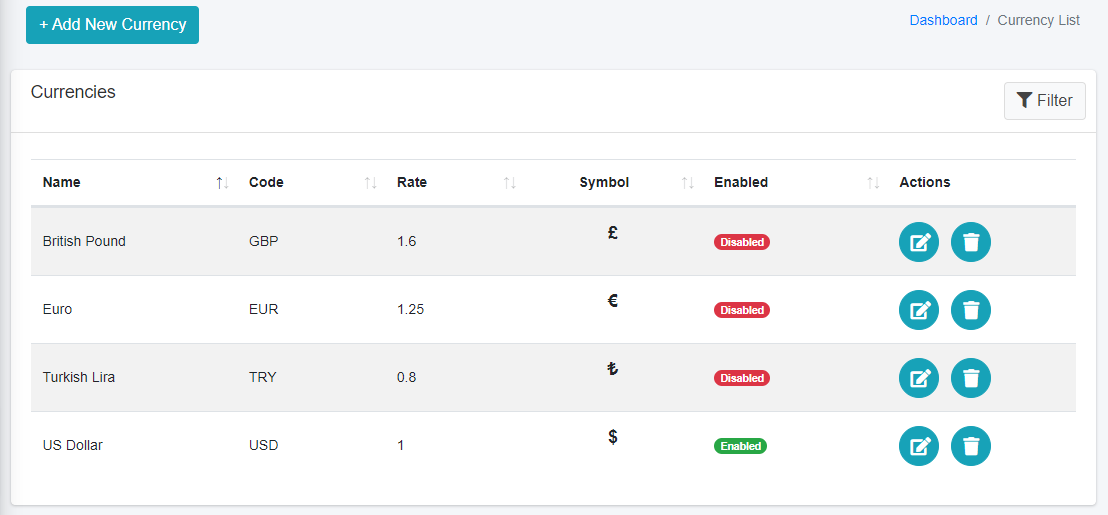 + Add New Currency
Dashboard / Currency List
Currencies
Filter
Name Code Rate Symbol Enabled Actions
British Pound GBP 1.6 £ Disabled
Euro EUR 1.25 € Disabled
Turkish Lira TRY 0.8 ₺ Disabled
US Dollar USD 1 $ Enabled